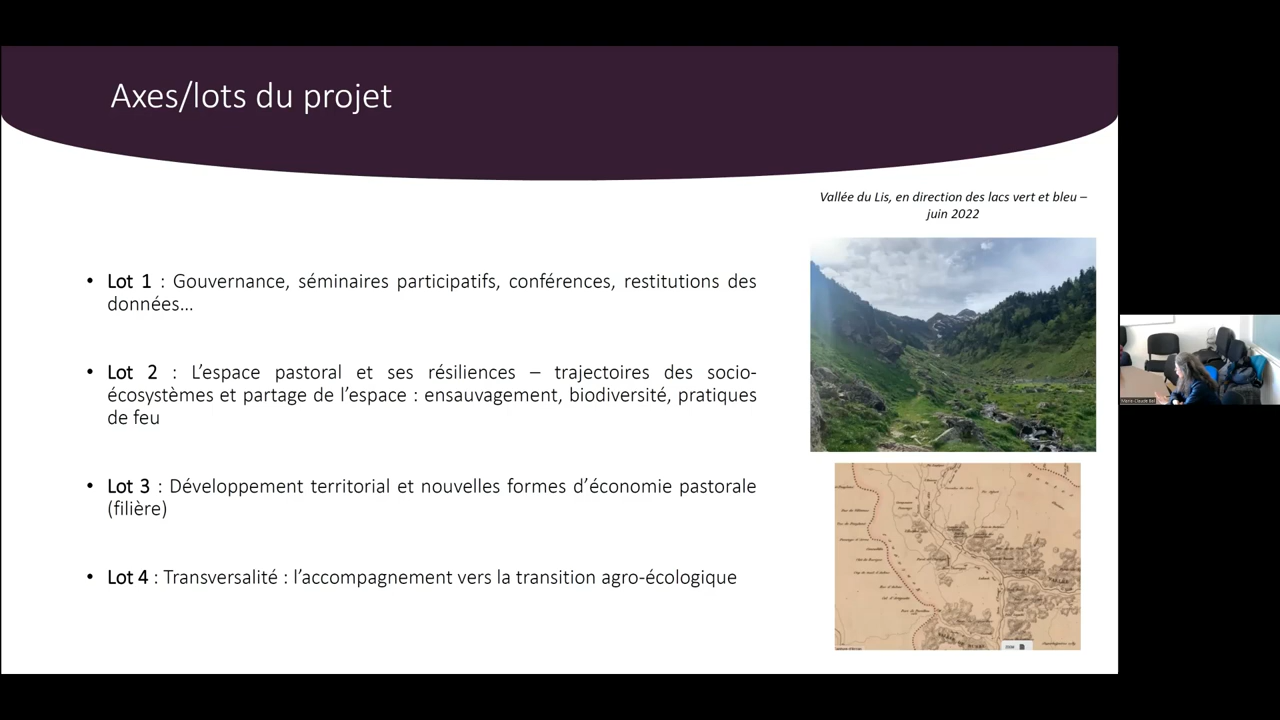 Axes/lots du projet
Vallée du Lis, en direction des lacs vert et bleu –
juin 2022
• Lot 1 : Gouvernance, séminaires participatifs, conférences, restitutions des
données...
• Lot 2 : L’espace pastoral et ses résiliences – trajectoires des socio-
écosystèmes et partage de l’espace : ensauvagement, biodiversité, pratiques
de feu
• Lot 3 : Développement territorial et nouvelles formes d’économie pastorale
(filière)
• Lot 4 : Transversalité : l’accompagnement vers la transition agro-écologique